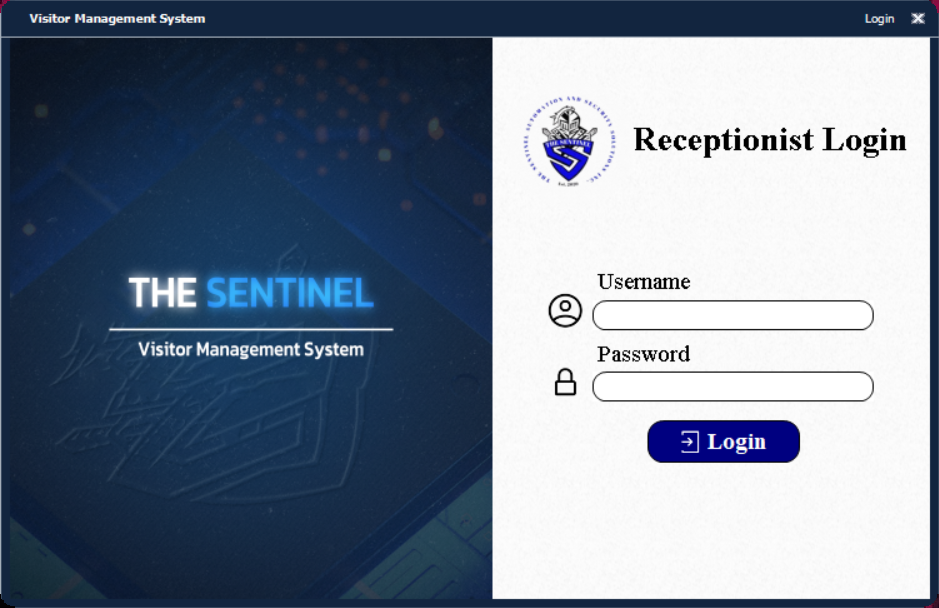 Visitor Management System
Login
THE SENTINEL
Visitor Management System
THE SENTINEL AUTOMATION AND SECURITY SOLUTIONS INC.
THE SENTINEL
Est. 2020
Receptionist Login
Username
Password
Login